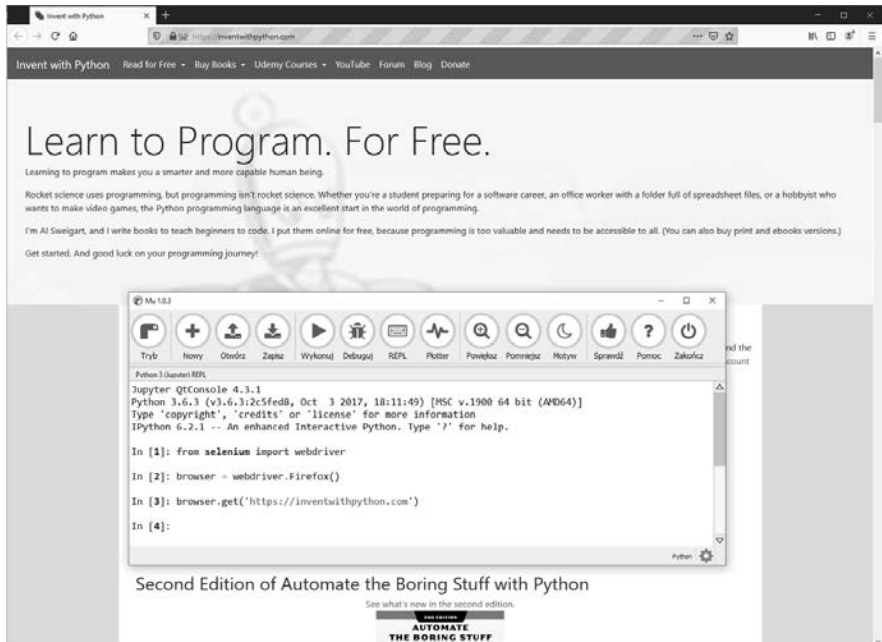 Invent with Python
https://inventwithpython.com
Invent with Python Read for Free Buy Books Udemy Courses YouTube Forum Blog Donate
Learn to Program. For Free.
Learning to program makes you a smarter and more capable human being.
Rocket science uses programming, but programming isn't rocket science. Whether you're a student preparing for a software career, an office worker with a folder full of spreadsheet files, or a hobbyist who
wants to make video games, the Python programming language is an excellent start in the world of programming.
I'm Al Sweigart, and I write books to teach beginners to code. I put them online for free, because programming is too valuable and needs to be accessible to all. (You can also buy print and ebooks versions.)
Get started. And good luck on your programming journey!
Mu 1.0.3
Tryb Nowy Otwórz Zapisz Wykonuj Debuguj REPL Plotter Powiększ Pomniejsz Motyw Sprawdź Pomoc Zakończ
nd the
count
Python 3 (Jupyter) REPL
Jupyter QtConsole 4.3.1
Python 3.6.3 (v3.6.3:2c5fed8, Oct 3 2017, 18:11:49) [MSC v.1900 64 bit (AMD64)]
Type 'copyright', 'credits' or 'license' for more information
IPython 6.2.1 -- An enhanced Interactive Python. Type '?' for help.
In [1]: from selenium import webdriver
In [2]: browser = webdriver.Firefox()
In [3]: browser.get('https://inventwithpython.com')
In [4]:
Python
Second Edition of Automate the Boring Stuff with Python
See what's new in the second edition.
2ND EDITION
AUTOMATE
THE BORING STUFF